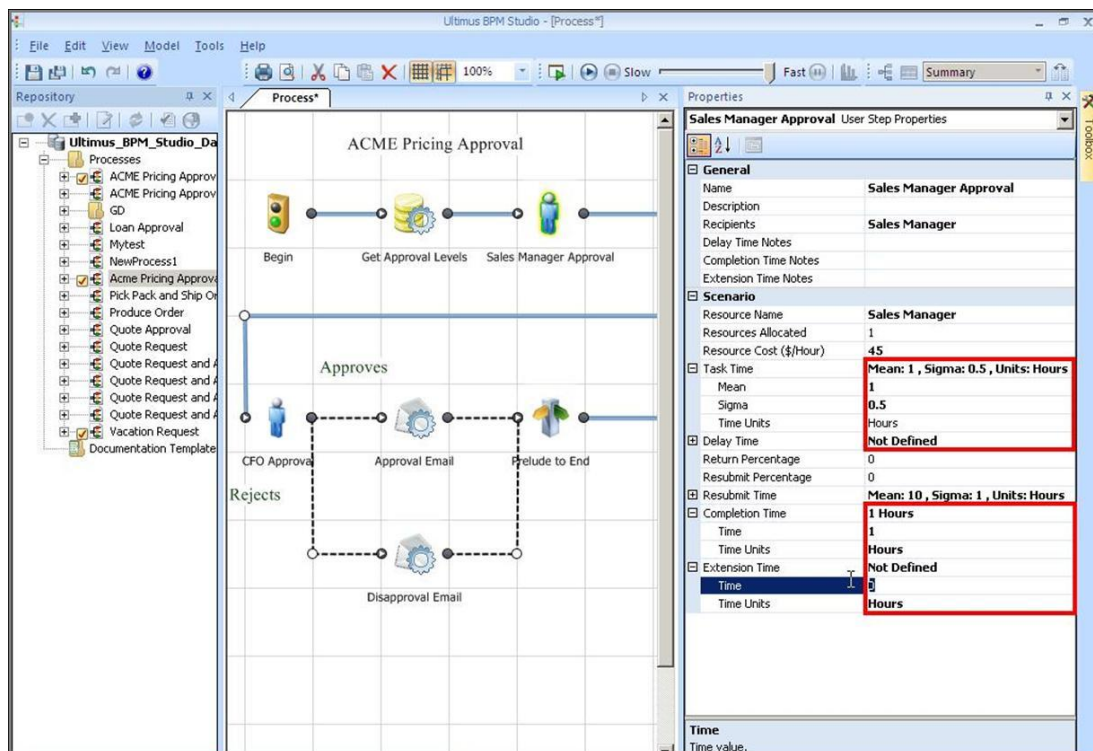 Ultimus BPM Studio - [Process*]
File Edit View Model Tools Help
100% Slow Fast Summary
Repository
Ultimus_BPM_Studio_Da
Processes
ACME Pricing Approv
ACME Pricing Approv
GD
Loan Approval
Mytest
NewProcess1
Acme Pricing Approva
Pick Pack and Ship Or
Produce Order
Quote Approval
Quote Request
Quote Request and A
Quote Request and A
Quote Request and A
Quote Request and A
Vacation Request
Documentation Template
Process*
ACME Pricing Approval
Begin Get Approval Levels Sales Manager Approval
Approves
CFO Approval Approval Email Prelude to End
Rejects
Disapproval Email
Properties
Sales Manager Approval User Step Properties
General
Name Sales Manager Approval
Description
Recipients Sales Manager
Delay Time Notes
Completion Time Notes
Extension Time Notes
Scenario
Resource Name Sales Manager
Resources Allocated 1
Resource Cost ($/Hour) 45
Task Time Mean: 1 , Sigma: 0.5 , Units: Hours
Mean 1
Sigma 0.5
Time Units Hours
Delay Time Not Defined
Return Percentage 0
Resubmit Percentage 0
Resubmit Time Mean: 10 , Sigma: 1 , Units: Hours
Completion Time 1 Hours
Time 1
Time Units Hours
Extension Time Not Defined
Time 0
Time Units Hours
Time
Time value.
Toolbox